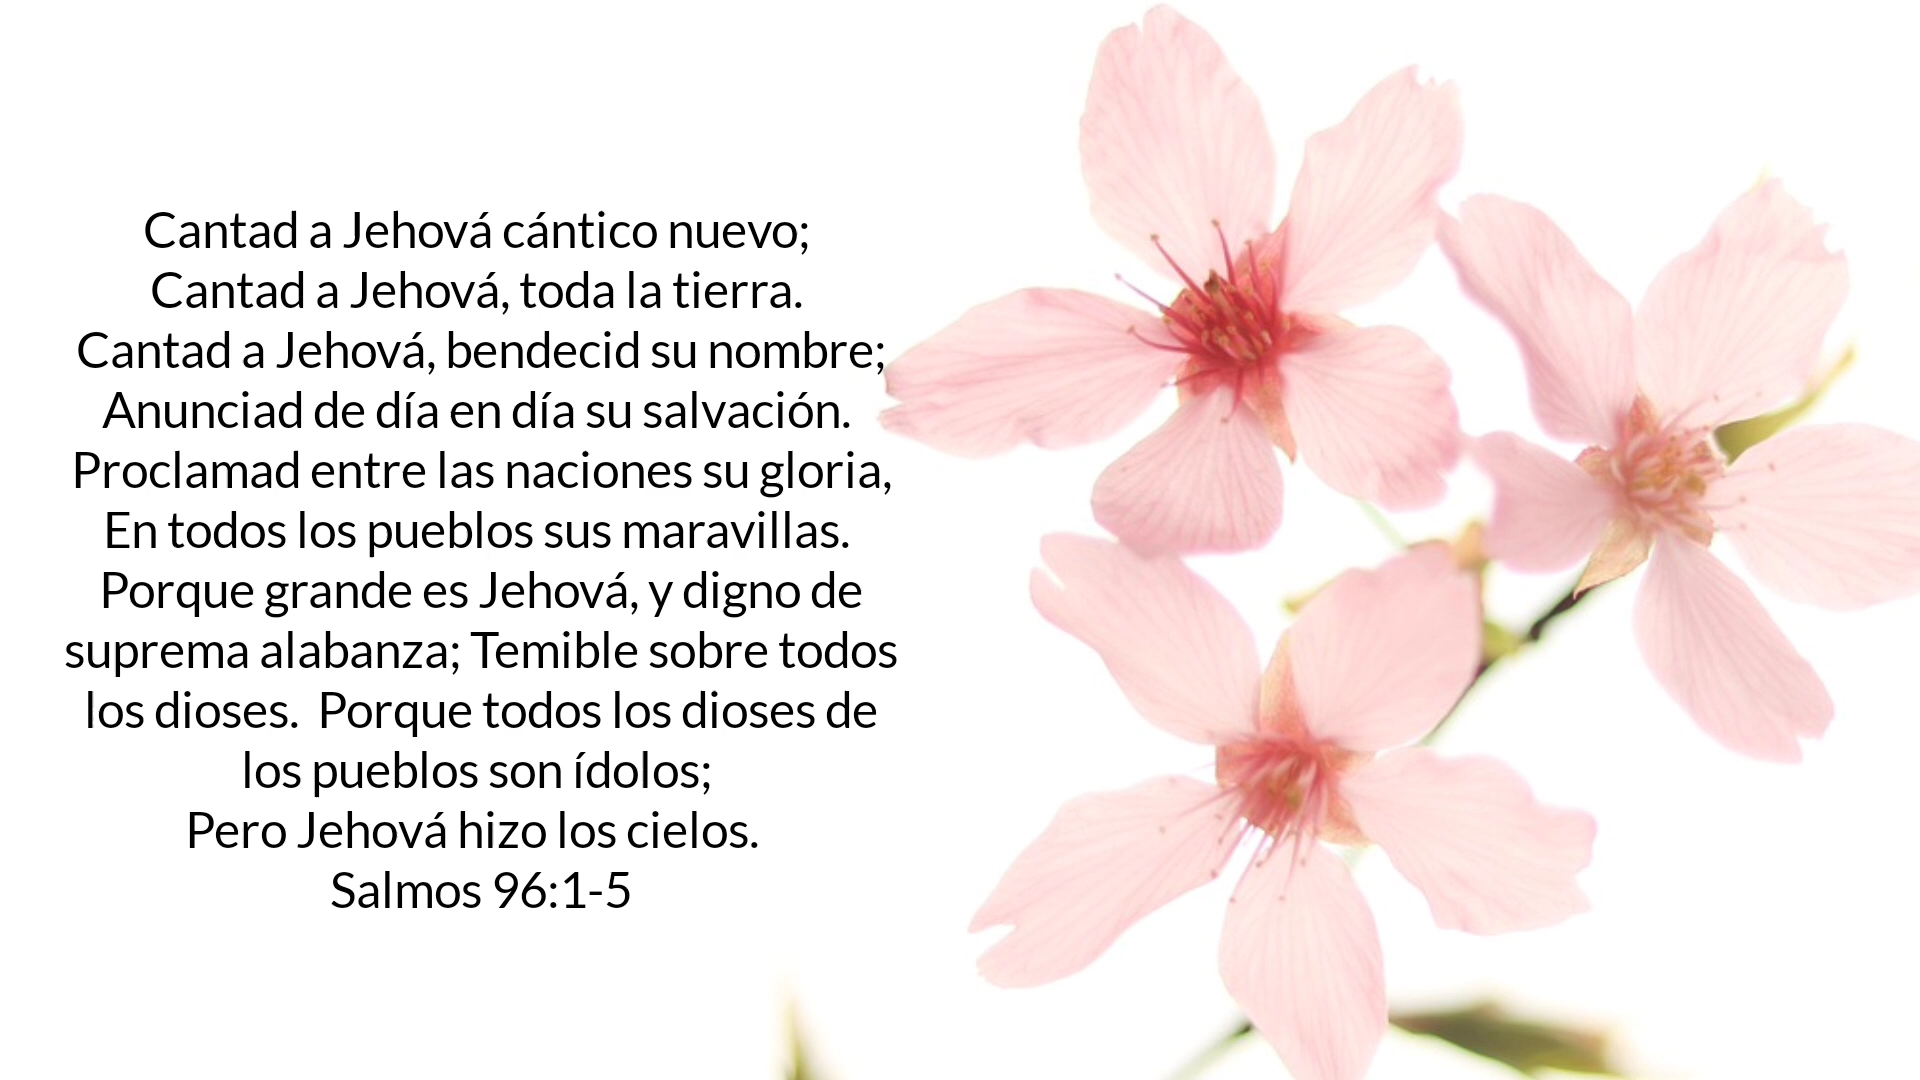 Cantad a Jehová cántico nuevo;
Cantad a Jehová, toda la tierra.
Cantad a Jehová, bendecid su nombre;
Anunciad de día en día su salvación.
Proclamad entre las naciones su gloria,
En todos los pueblos sus maravillas.
Porque grande es Jehová, y digno de
suprema alabanza; Temible sobre todos
los dioses.  Porque todos los dioses de
los pueblos son ídolos;
Pero Jehová hizo los cielos.
Salmos 96:1-5